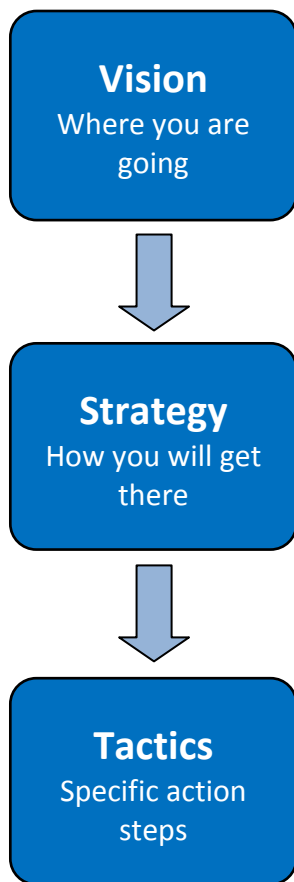 Vision
Where you are
going
Strategy
How you will get
there
Tactics
Specific action
steps